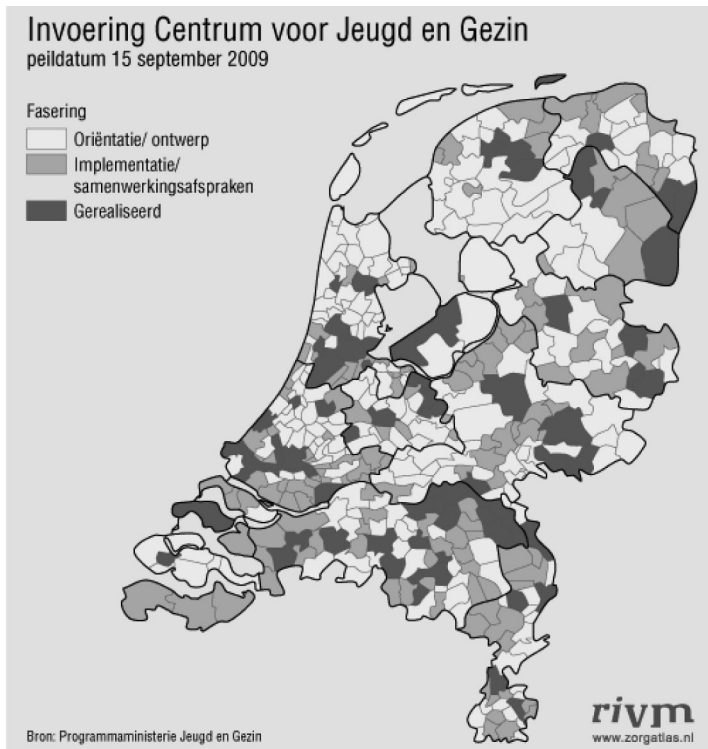 Invoering Centrum voor Jeugd en Gezin
peildatum 15 september 2009
Fasering
Oriëntatie/ ontwerp
Implementatie/
samenwerkingsafspraken
Gerealiseerd
rivm
www.zorgatlas.nl
Bron: Programmaministerie Jeugd en Gezin